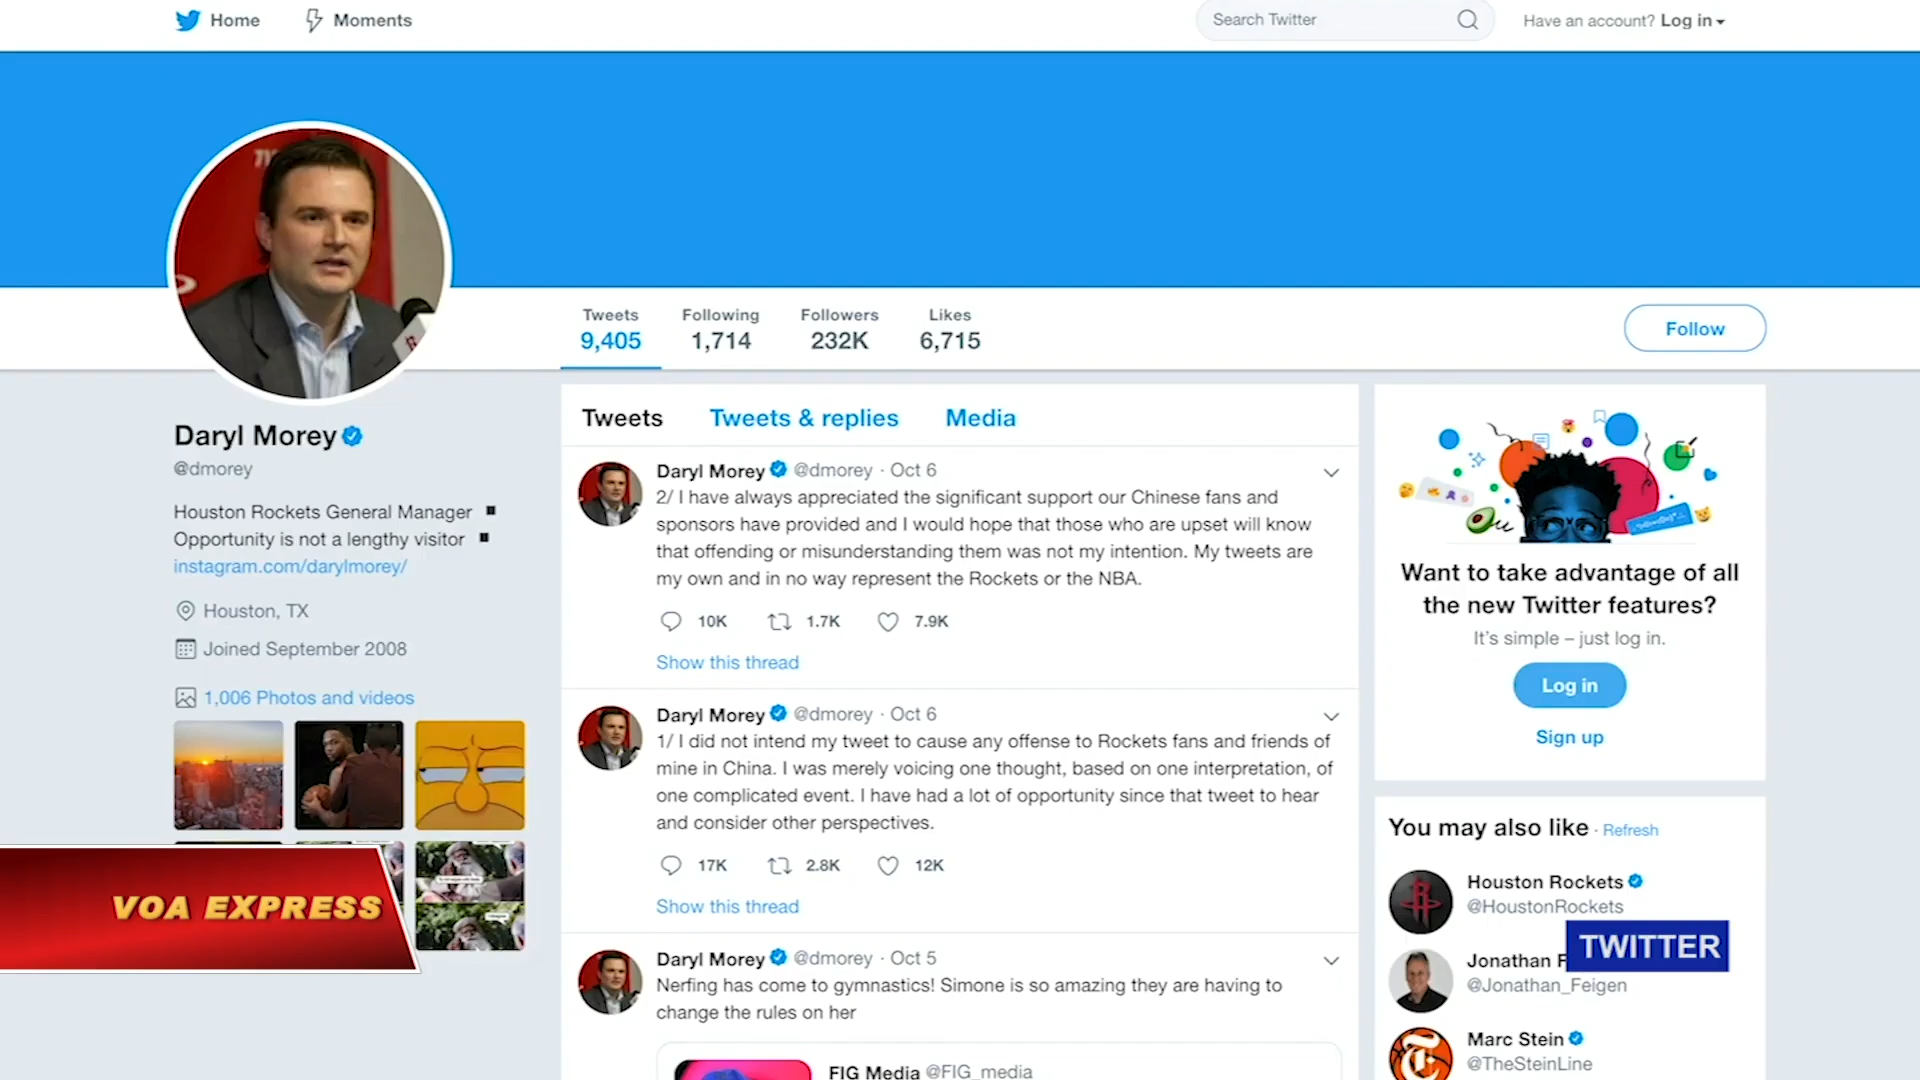 Home
Moments
Search Twitter
Have an account? Log in
Tweets
9,405
Following
1,714
Followers
232K
Likes
6,715
Follow
Daryl Morey
@dmorey
Houston Rockets General Manager
Opportunity is not a lengthy visitor
instagram.com/darylmorey/
Houston, TX
Joined September 2008
1,006 Photos and videos
VOA EXPRESS
Tweets
Tweets & replies
Media
Daryl Morey @dmorey · Oct 6
2/ I have always appreciated the significant support our Chinese fans and
sponsors have provided and I would hope that those who are upset will know
that offending or misunderstanding them was not my intention. My tweets are
my own and in no way represent the Rockets or the NBA.
10K 1.7K 7.9K
Show this thread
Daryl Morey @dmorey · Oct 6
1/ I did not intend my tweet to cause any offense to Rockets fans and friends of
mine in China. I was merely voicing one thought, based on one interpretation, of
one complicated event. I have had a lot of opportunity since that tweet to hear
and consider other perspectives.
17K 2.8K 12K
Show this thread
Daryl Morey @dmorey · Oct 5
Nerfing has come to gymnastics! Simone is so amazing they are having to
change the rules on her
FIG Media @FIG_media
Want to take advantage of all
the new Twitter features?
It's simple – just log in.
Log in
Sign up
You may also like · Refresh
Houston Rockets
@HoustonRockets
TWITTER
Jonathan F
@Jonathan_Feigen
Marc Stein
@TheSteinLine